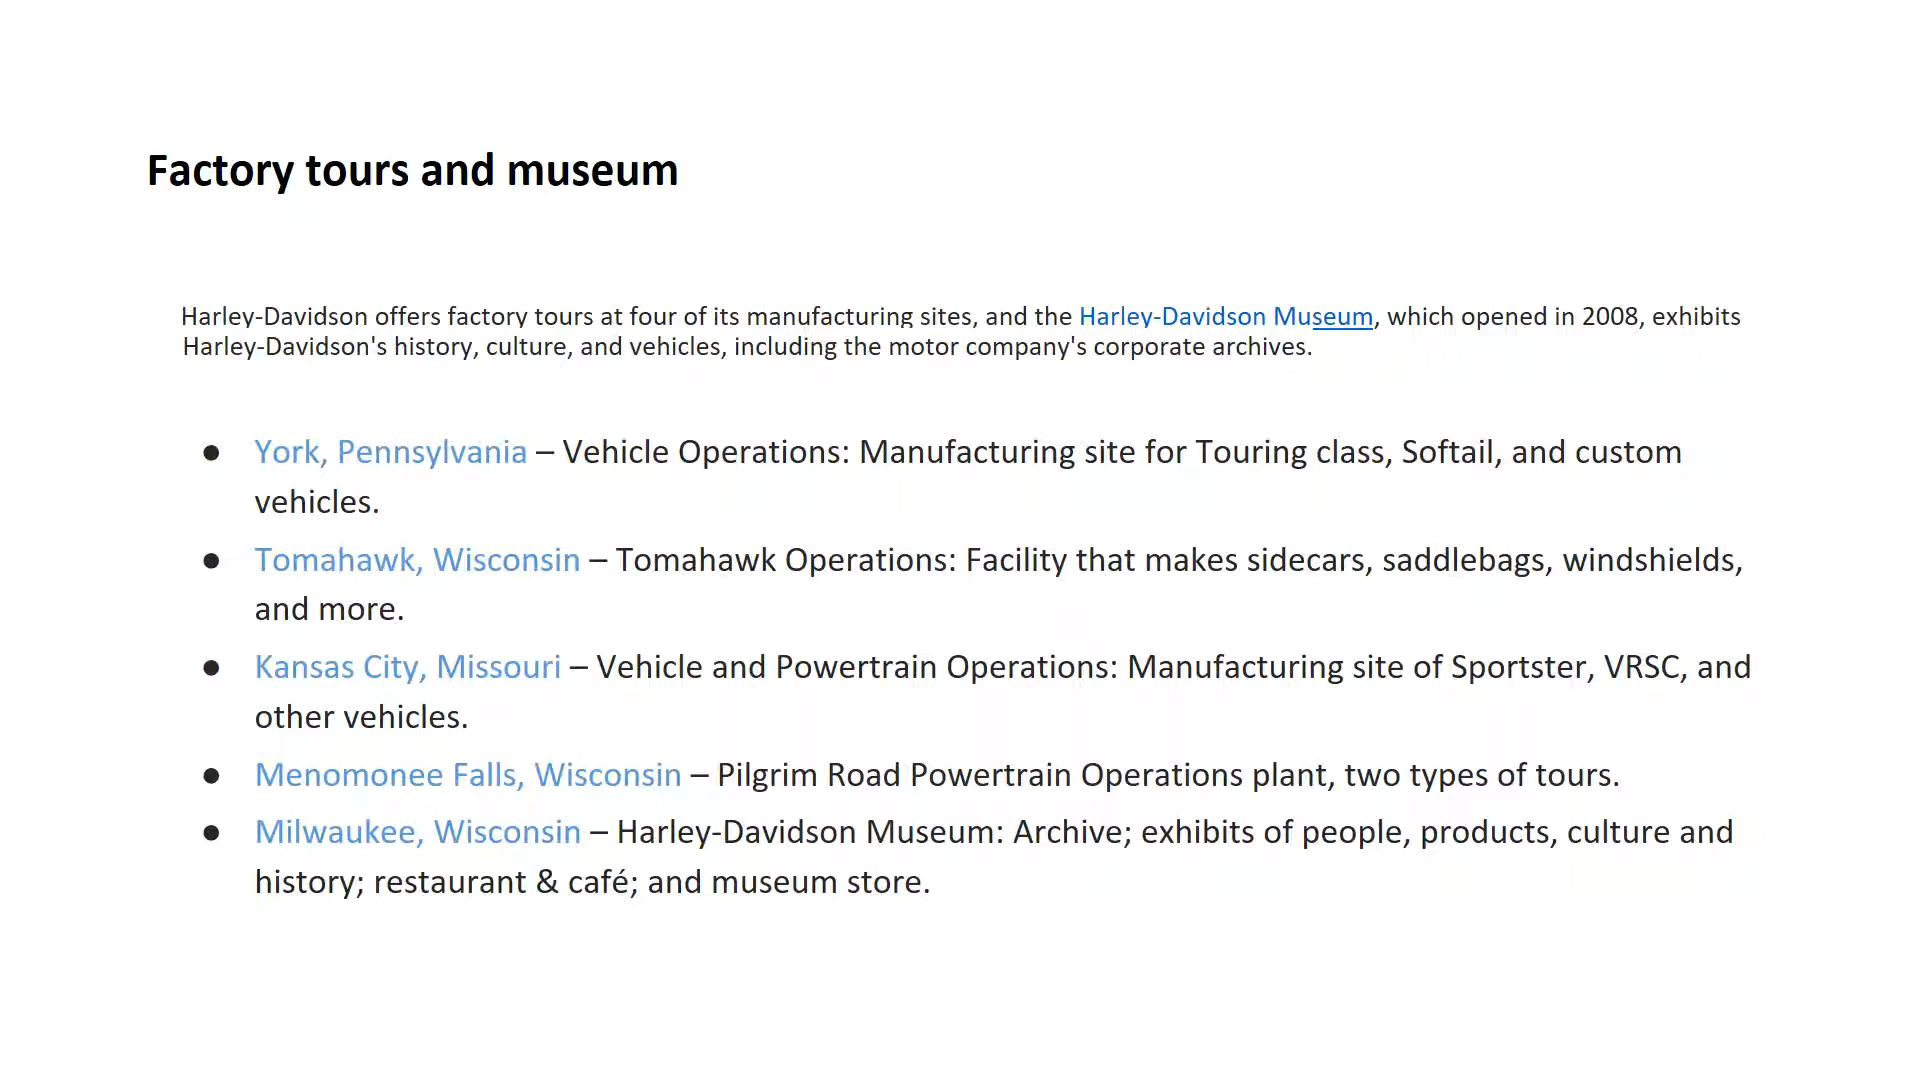 Factory tours and museum
Harley-Davidson offers factory tours at four of its manufacturing sites, and the Harley-Davidson Museum, which opened in 2008, exhibits
Harley-Davidson's history, culture, and vehicles, including the motor company's corporate archives.
● York, Pennsylvania – Vehicle Operations: Manufacturing site for Touring class, Softail, and custom
vehicles.
● Tomahawk, Wisconsin – Tomahawk Operations: Facility that makes sidecars, saddlebags, windshields,
and more.
● Kansas City, Missouri – Vehicle and Powertrain Operations: Manufacturing site of Sportster, VRSC, and
other vehicles.
● Menomonee Falls, Wisconsin – Pilgrim Road Powertrain Operations plant, two types of tours.
● Milwaukee, Wisconsin – Harley-Davidson Museum: Archive; exhibits of people, products, culture and
history; restaurant & café; and museum store.